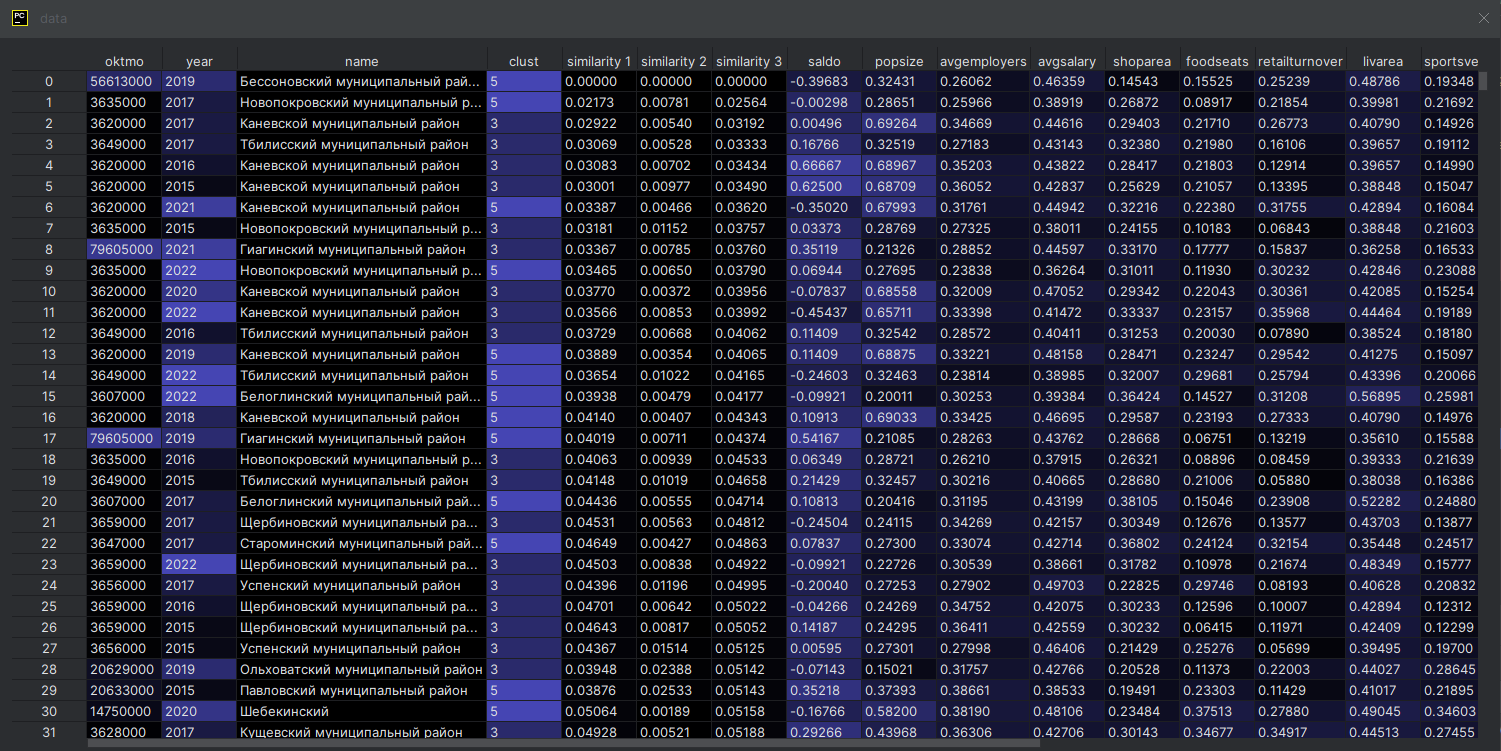 PC data
oktmo year name clust similarity 1 similarity 2 similarity 3 saldo popsize avgemployers avgsalary shoparea foodseats retailturnover livarea sportsve
0 56613000 2019 Бессоновский муниципальный рай... 5 0.00000 0.00000 0.00000 -0.39683 0.32431 0.26062 0.46359 0.14543 0.15525 0.25239 0.48786 0.19348
1 3635000 2017 Новопокровский муниципальный р... 5 0.02173 0.00781 0.02564 -0.00298 0.28651 0.25966 0.38919 0.26872 0.08917 0.21854 0.39981 0.21692
2 3620000 2017 Каневской муниципальный район 3 0.02922 0.00540 0.03192 0.00496 0.69264 0.34669 0.44616 0.29403 0.21710 0.26773 0.40790 0.14926
3 3649000 2017 Тбилисский муниципальный район 3 0.03069 0.00528 0.03333 0.16766 0.32519 0.27183 0.43143 0.32380 0.21980 0.16106 0.39657 0.19112
4 3620000 2016 Каневской муниципальный район 3 0.03083 0.00702 0.03434 0.66667 0.68967 0.35203 0.43822 0.28417 0.21803 0.12914 0.39657 0.14990
5 3620000 2015 Каневской муниципальный район 3 0.03001 0.00977 0.03490 0.62500 0.68709 0.36052 0.42837 0.25629 0.21057 0.13395 0.38848 0.15047
6 3620000 2021 Каневской муниципальный район 5 0.03387 0.00466 0.03620 -0.35020 0.67993 0.31761 0.44942 0.32216 0.22380 0.31755 0.42894 0.16084
7 3635000 2015 Новопокровский муниципальный р... 3 0.03181 0.01152 0.03757 0.03373 0.28769 0.27325 0.38011 0.24155 0.10183 0.06843 0.38848 0.21603
8 79605000 2021 Гиагинский муниципальный район 3 0.03367 0.00785 0.03760 0.35119 0.21326 0.28852 0.44597 0.33170 0.17777 0.15837 0.36258 0.16533
9 3635000 2022 Новопокровский муниципальный р... 5 0.03465 0.00650 0.03790 0.06944 0.27695 0.23838 0.36264 0.31011 0.11930 0.30232 0.42846 0.23088
10 3620000 2020 Каневской муниципальный район 3 0.03770 0.00372 0.03956 -0.07837 0.68558 0.32009 0.47052 0.29342 0.22043 0.30361 0.42085 0.15254
11 3620000 2022 Каневской муниципальный район 3 0.03566 0.00853 0.03992 -0.45437 0.65711 0.33398 0.41472 0.33337 0.23157 0.35968 0.44464 0.19189
12 3649000 2016 Тбилисский муниципальный район 3 0.03729 0.00668 0.04062 0.11409 0.32542 0.28572 0.40411 0.31253 0.20030 0.07890 0.38524 0.18180
13 3620000 2019 Каневской муниципальный район 5 0.03889 0.00354 0.04065 0.11409 0.68875 0.33221 0.48158 0.28471 0.23247 0.29542 0.41275 0.15097
14 3649000 2022 Тбилисский муниципальный район 5 0.03654 0.01022 0.04165 -0.24603 0.32463 0.23814 0.38985 0.32007 0.29681 0.25794 0.43396 0.20066
15 3607000 2022 Белоглинский муниципальный рай... 5 0.03938 0.00479 0.04177 -0.09921 0.20011 0.30253 0.39384 0.36424 0.14527 0.31208 0.56895 0.25981
16 3620000 2018 Каневской муниципальный район 5 0.04140 0.00407 0.04343 0.10913 0.69033 0.33425 0.46695 0.29587 0.23193 0.27333 0.40790 0.14976
17 79605000 2019 Гиагинский муниципальный район 5 0.04019 0.00711 0.04374 0.54167 0.21085 0.28263 0.43762 0.28668 0.06751 0.13219 0.35610 0.15588
18 3635000 2016 Новопокровский муниципальный р... 3 0.04063 0.00939 0.04533 0.06349 0.28721 0.26210 0.37915 0.26321 0.08896 0.08459 0.39333 0.21639
19 3649000 2015 Тбилисский муниципальный район 3 0.04148 0.01019 0.04658 0.21429 0.32457 0.30216 0.40665 0.28680 0.21006 0.05880 0.38038 0.16386
20 3607000 2017 Белоглинский муниципальный рай... 5 0.04436 0.00555 0.04714 0.10813 0.20416 0.31195 0.43199 0.38105 0.15046 0.23908 0.52282 0.24880
21 3659000 2017 Щербиновский муниципальный ра... 3 0.04531 0.00563 0.04812 -0.24504 0.24115 0.34269 0.42157 0.30349 0.12676 0.13577 0.43703 0.13877
22 3647000 2017 Староминский муниципальный рай... 5 0.04649 0.00427 0.04863 0.07837 0.27300 0.33074 0.42714 0.36802 0.24124 0.32154 0.35448 0.24517
23 3659000 2022 Щербиновский муниципальный ра... 3 0.04503 0.00838 0.04922 -0.09921 0.22726 0.30539 0.38661 0.31782 0.10978 0.21674 0.48349 0.15777
24 3656000 2017 Успенский муниципальный район 3 0.04396 0.01196 0.04995 -0.20040 0.27253 0.27902 0.49703 0.22825 0.29746 0.08193 0.40628 0.20832
25 3659000 2016 Щербиновский муниципальный ра... 3 0.04701 0.00642 0.05022 -0.04266 0.24269 0.34752 0.42075 0.30233 0.12596 0.10007 0.42894 0.12312
26 3659000 2015 Щербиновский муниципальный ра... 3 0.04643 0.00817 0.05052 0.14187 0.24295 0.36411 0.42559 0.30232 0.06415 0.11971 0.42409 0.12299
27 3656000 2015 Успенский муниципальный район 3 0.04367 0.01514 0.05125 0.00595 0.27301 0.27998 0.46406 0.21429 0.25276 0.05699 0.39495 0.19700
28 20629000 2019 Ольховатский муниципальный район 3 0.03948 0.02388 0.05142 -0.07143 0.15021 0.31757 0.42766 0.20528 0.11373 0.22003 0.44027 0.28645
29 20633000 2015 Павловский муниципальный район 5 0.03876 0.02533 0.05143 0.35218 0.37393 0.38661 0.38533 0.19491 0.23303 0.11429 0.41017 0.21895
30 14750000 2020 Шебекинский 5 0.05064 0.00189 0.05158 -0.16766 0.58200 0.38190 0.48106 0.23484 0.37513 0.27880 0.49045 0.34603
31 3628000 2017 Кущевский муниципальный район 3 0.04928 0.00521 0.05188 0.29266 0.43968 0.36306 0.42706 0.30143 0.34677 0.34917 0.44513 0.27455